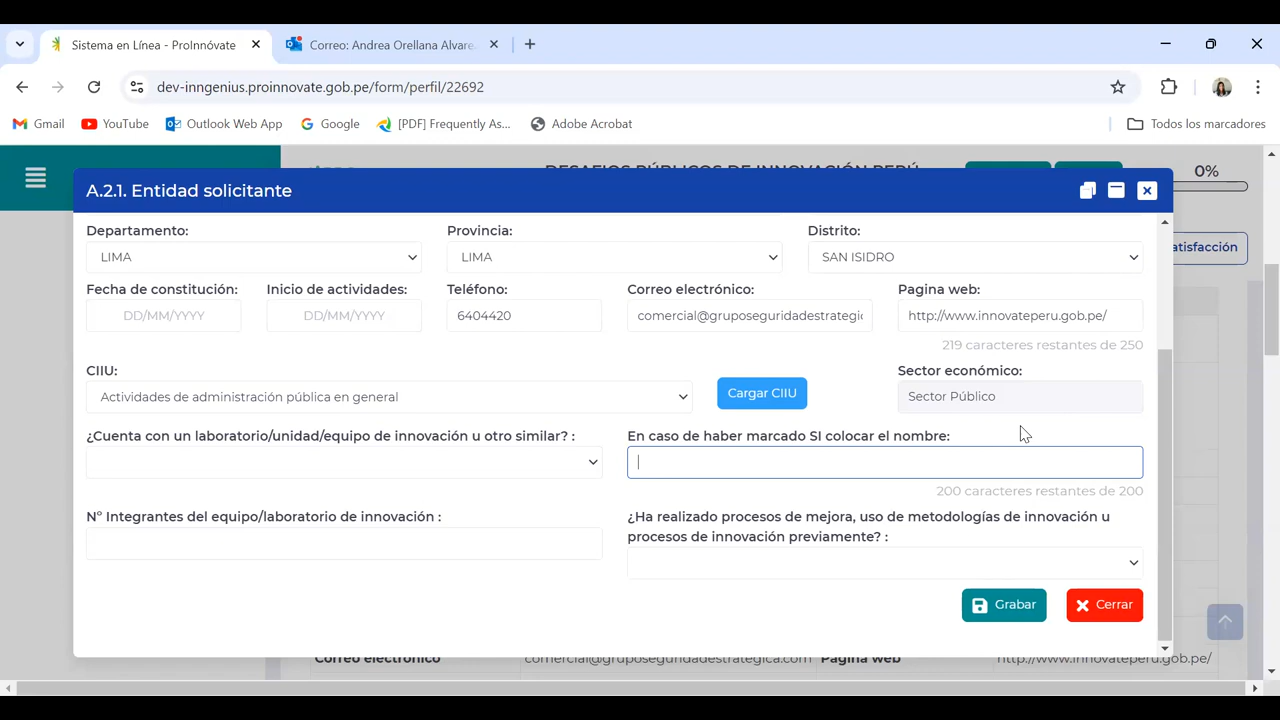 Sistema en Línea - ProInnóvate
Correo: Andrea Orellana Alvare
dev-inngenius.proinnovate.gob.pe/form/perfil/22692
Gmail
YouTube
Outlook Web App
Google
[PDF] Frequently As...
Adobe Acrobat
Todos los marcadores
DESAFÍOS PÚBLICOS DE INNOVACIÓN PERÚ
0%
A.2.1. Entidad solicitante
atisfacción
Departamento:
Provincia:
Distrito:
LIMA
LIMA
SAN ISIDRO
Fecha de constitución:
Inicio de actividades:
Teléfono:
Correo electrónico:
Pagina web:
DD/MM/YYYY
DD/MM/YYYY
6404420
comercial@gruposeguridadestrategic
http://www.innovateperu.gob.pe/
219 caracteres restantes de 250
CIIU:
Sector económico:
Actividades de administración pública en general
Cargar CIIU
Sector Público
¿Cuenta con un laboratorio/unidad/equipo de innovación u otro similar? :
En caso de haber marcado SI colocar el nombre:
200 caracteres restantes de 200
N° Integrantes del equipo/laboratorio de innovación :
¿Ha realizado procesos de mejora, uso de metodologías de innovación u
procesos de innovación previamente? :
Grabar
Cerrar
Correo electrónico
comercial@gruposeguridadestrategica.com
Pagina web
http://www.innovateperu.gob.pe/